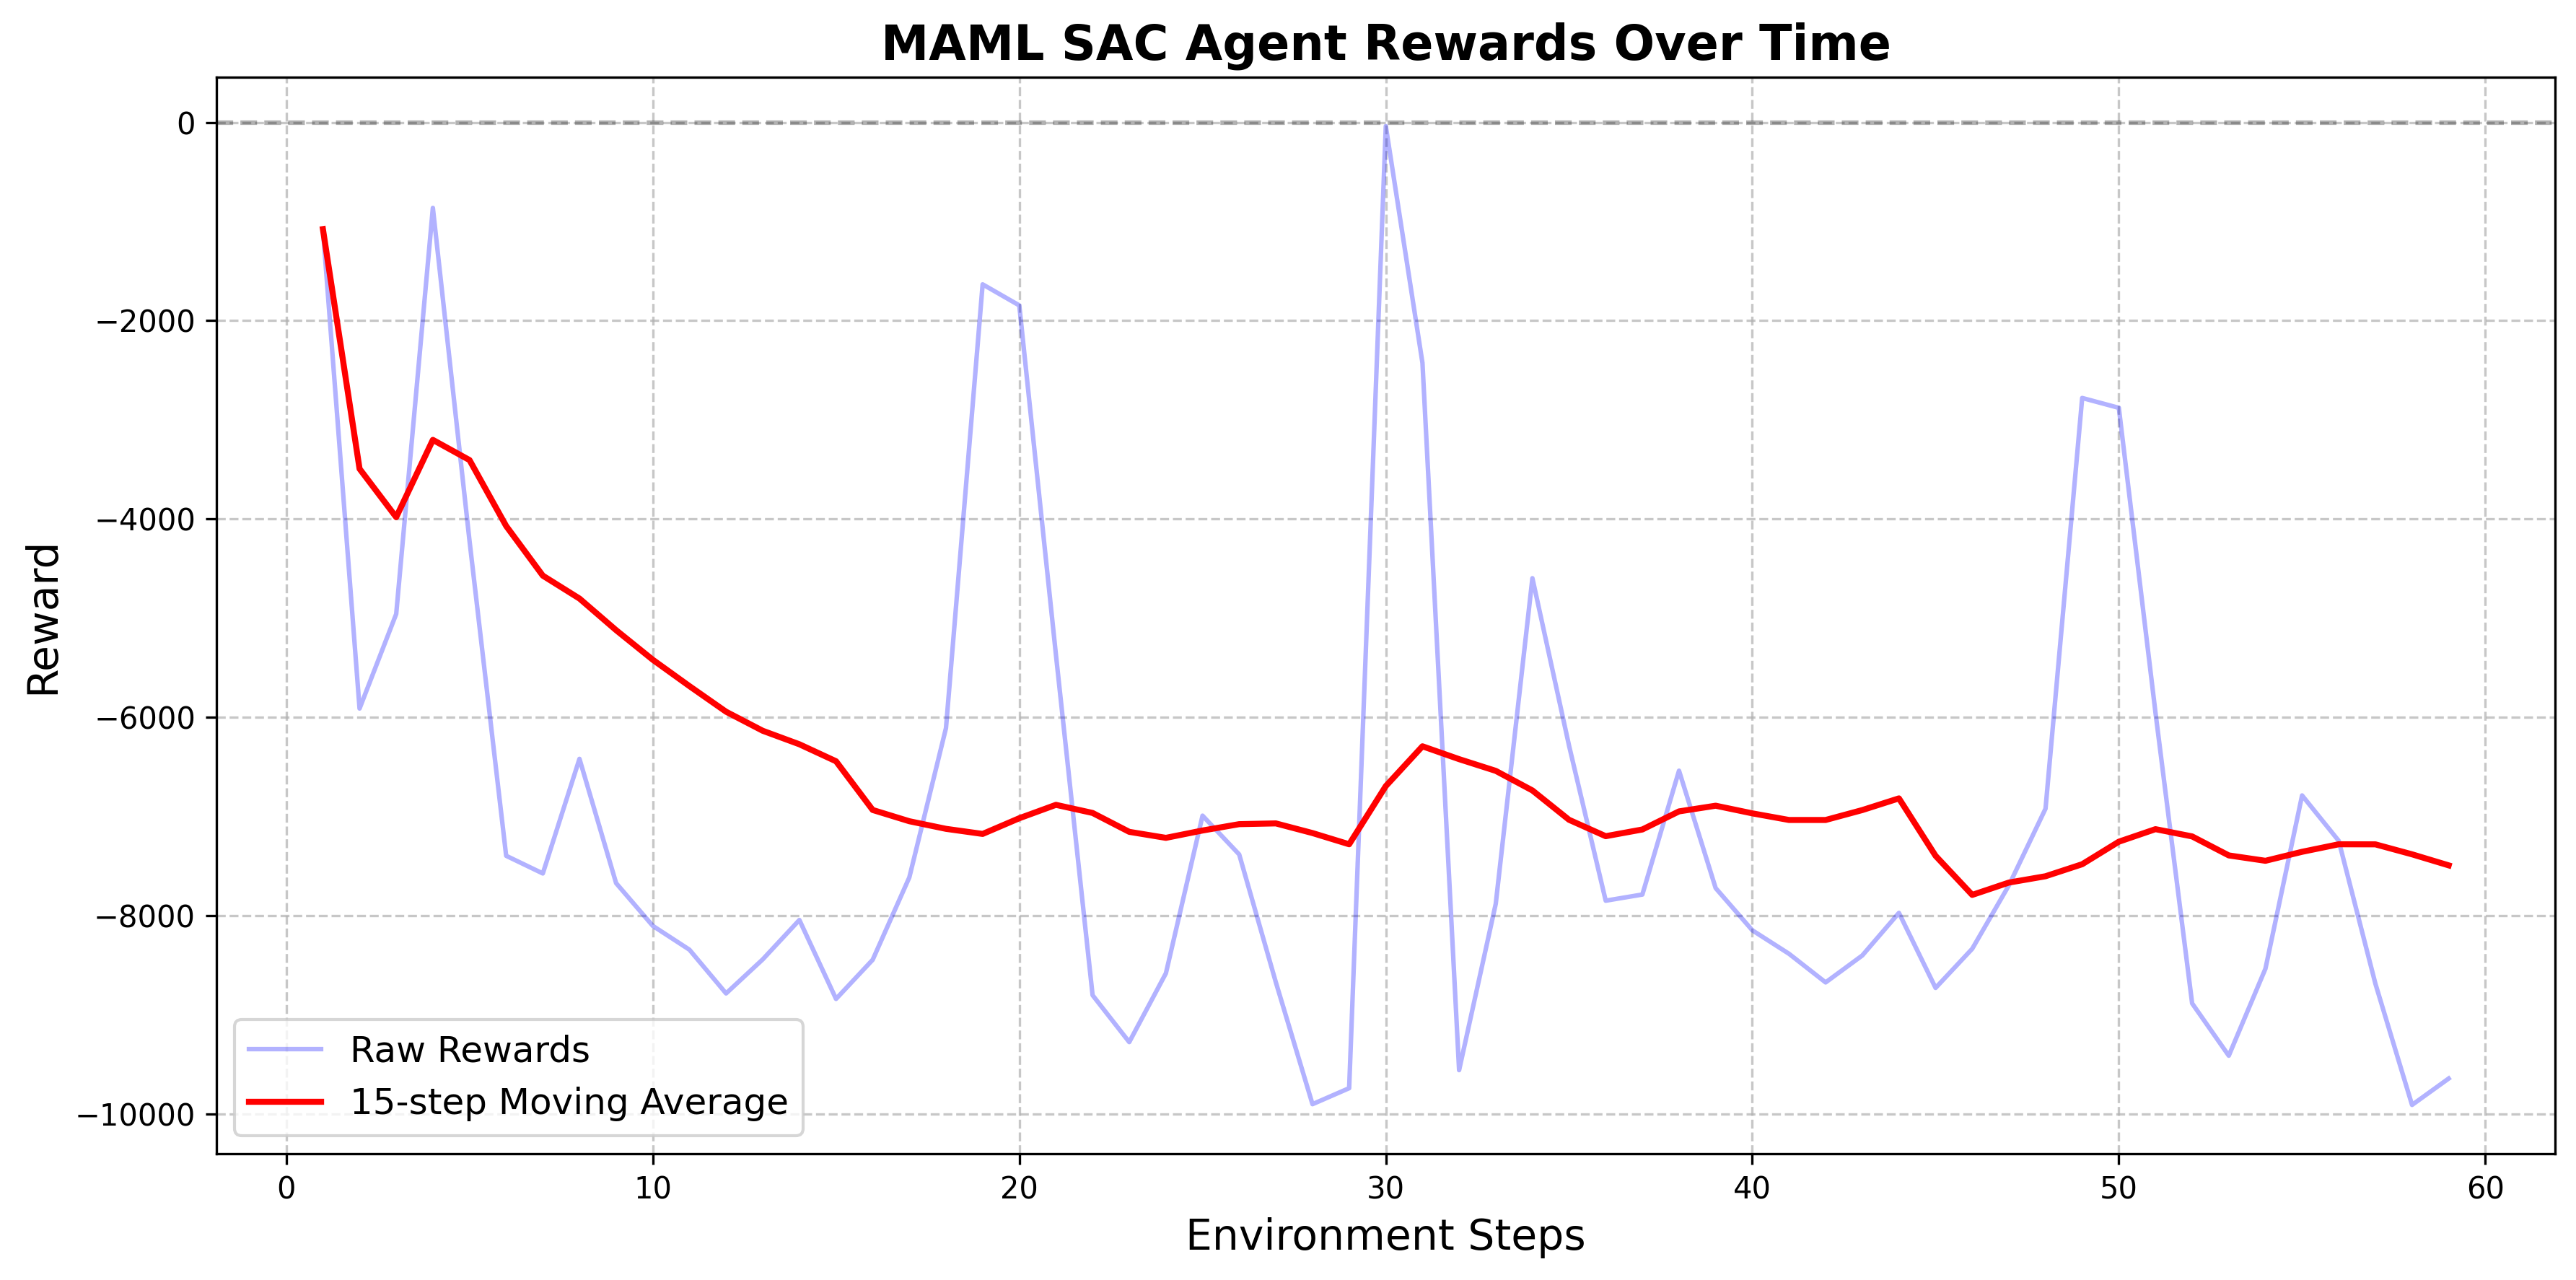 MAML SAC Agent Rewards Over Time
0
−2000
−4000
−6000
−8000
−10000
Reward
Raw Rewards
15-step Moving Average
0 10 20 30 40 50 60
Environment Steps